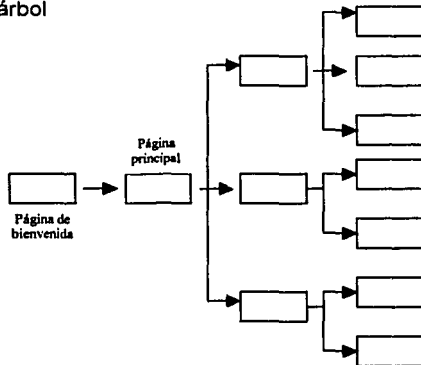 árbol
Página
principal
Página de
bienvenida